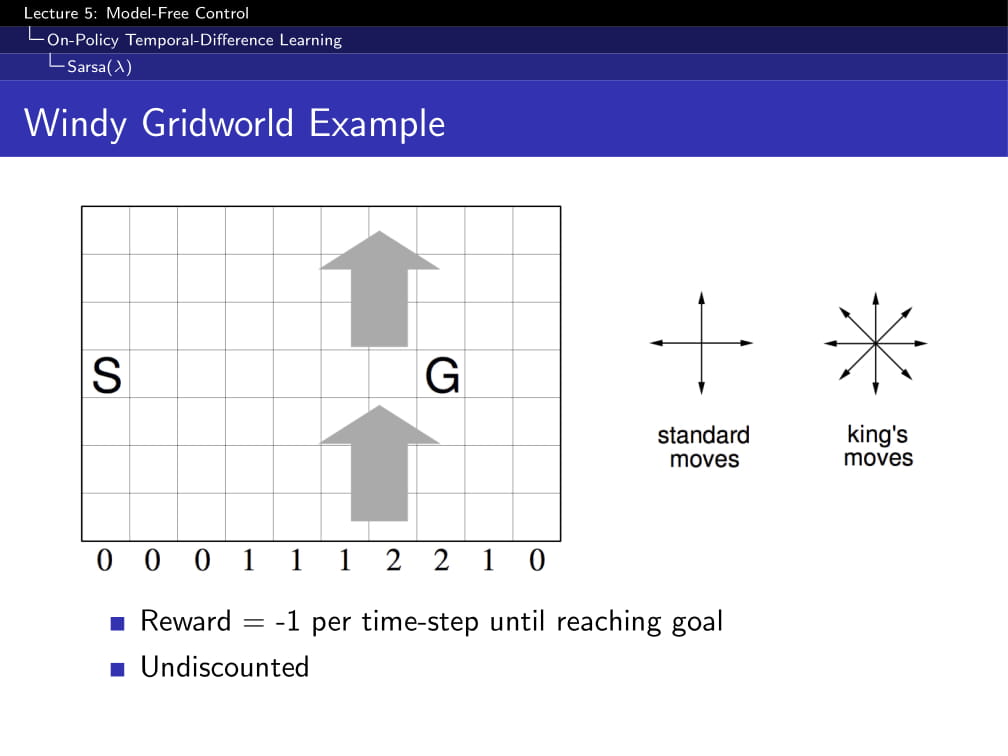 Lecture 5: Model-Free Control
On-Policy Temporal-Difference Learning
Sarsa(λ)
Windy Gridworld Example
S
G
standard
moves
king's
moves
0 0 0 1 1 1 2 2 1 0
Reward = -1 per time-step until reaching goal
Undiscounted